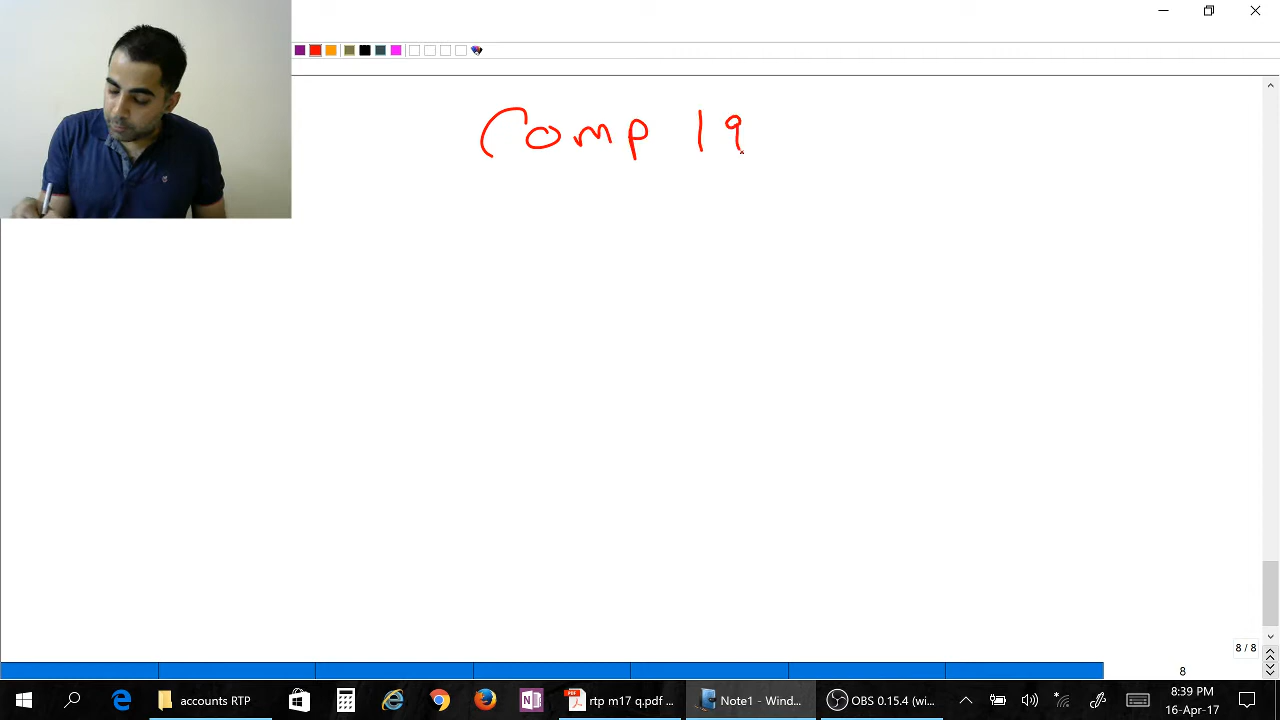 Comp 19
8 / 8
8
accounts RTP
rtp m17 q.pdf ...
Note1 - Wind...
OBS 0.15.4 (wi...
8:39 PM
16-Apr-17